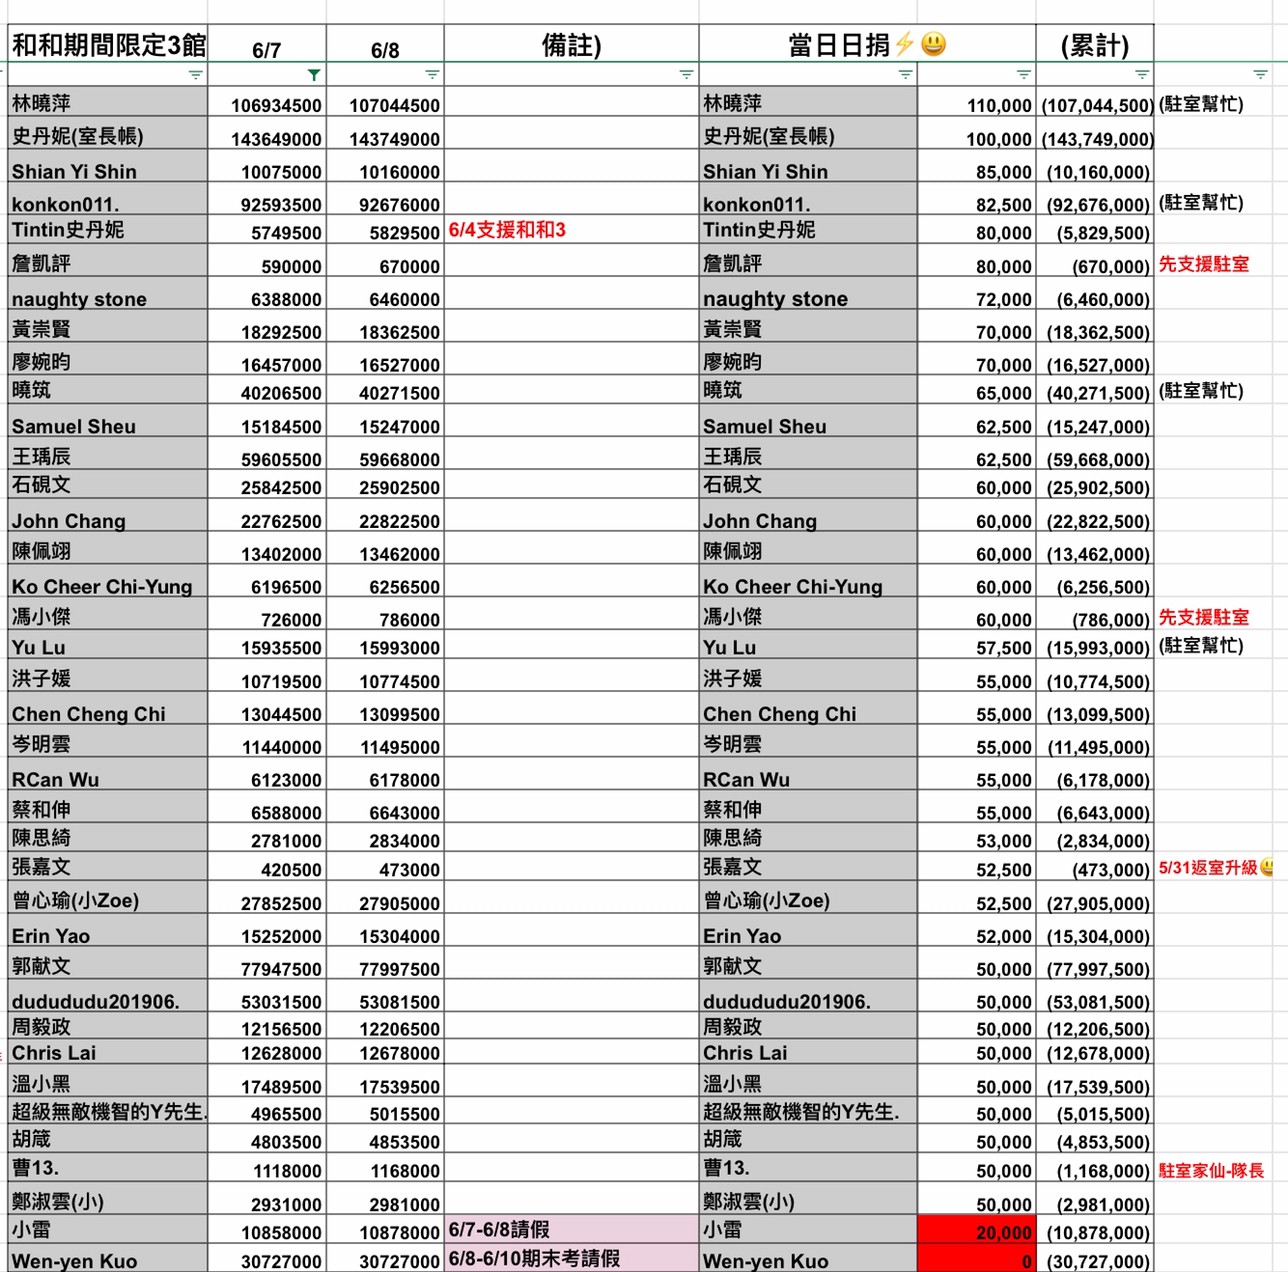 和和期間限定3館 6/7 6/8 備註) 當日日捐⚡😃 (累計)
林曉萍 106934500 107044500 林曉萍 110,000 (107,044,500) (駐室幫忙)
史丹妮(室長帳) 143649000 143749000 史丹妮(室長帳) 100,000 (143,749,000)
Shian Yi Shin 10075000 10160000 Shian Yi Shin 85,000 (10,160,000)
konkon011. 92593500 92676000 konkon011. 82,500 (92,676,000) (駐室幫忙)
Tintin史丹妮 5749500 5829500 6/4支援和和3 Tintin史丹妮 80,000 (5,829,500)
詹凱評 590000 670000 詹凱評 80,000 (670,000) 先支援駐室
naughty stone 6388000 6460000 naughty stone 72,000 (6,460,000)
黃崇賢 18292500 18362500 黃崇賢 70,000 (18,362,500)
廖婉昀 16457000 16527000 廖婉昀 70,000 (16,527,000)
曉筑 40206500 40271500 曉筑 65,000 (40,271,500) (駐室幫忙)
Samuel Sheu 15184500 15247000 Samuel Sheu 62,500 (15,247,000)
王瑀辰 59605500 59668000 王瑀辰 62,500 (59,668,000)
石硯文 25842500 25902500 石硯文 60,000 (25,902,500)
John Chang 22762500 22822500 John Chang 60,000 (22,822,500)
陳佩翊 13402000 13462000 陳佩翊 60,000 (13,462,000)
Ko Cheer Chi-Yung 6196500 6256500 Ko Cheer Chi-Yung 60,000 (6,256,500)
馮小傑 726000 786000 馮小傑 60,000 (786,000) 先支援駐室
Yu Lu 15935500 15993000 Yu Lu 57,500 (15,993,000) (駐室幫忙)
洪子媛 10719500 10774500 洪子媛 55,000 (10,774,500)
Chen Cheng Chi 13044500 13099500 Chen Cheng Chi 55,000 (13,099,500)
岑明雲 11440000 11495000 岑明雲 55,000 (11,495,000)
RCan Wu 6123000 6178000 RCan Wu 55,000 (6,178,000)
蔡和伸 6588000 6643000 蔡和伸 55,000 (6,643,000)
陳思綺 2781000 2834000 陳思綺 53,000 (2,834,000)
張嘉文 420500 473000 張嘉文 52,500 (473,000) 5/31返室升級😃
曾心瑜(小Zoe) 27852500 27905000 曾心瑜(小Zoe) 52,500 (27,905,000)
Erin Yao 15252000 15304000 Erin Yao 52,000 (15,304,000)
郭献文 77947500 77997500 郭献文 50,000 (77,997,500)
dudududu201906. 53031500 53081500 dudududu201906. 50,000 (53,081,500)
周毅政 12156500 12206500 周毅政 50,000 (12,206,500)
Chris Lai 12628000 12678000 Chris Lai 50,000 (12,678,000)
溫小黑 17489500 17539500 溫小黑 50,000 (17,539,500)
超級無敵機智的Y先生. 4965500 5015500 超級無敵機智的Y先生. 50,000 (5,015,500)
胡箴 4803500 4853500 胡箴 50,000 (4,853,500)
曹13. 1118000 1168000 曹13. 50,000 (1,168,000) 駐室家仙-隊長
鄭淑雲(小) 2931000 2981000 鄭淑雲(小) 50,000 (2,981,000)
小雷 10858000 10878000 6/7-6/8請假 小雷 20,000 (10,878,000)
Wen-yen Kuo 30727000 30727000 6/8-6/10期末考請假 Wen-yen Kuo 0 (30,727,000)